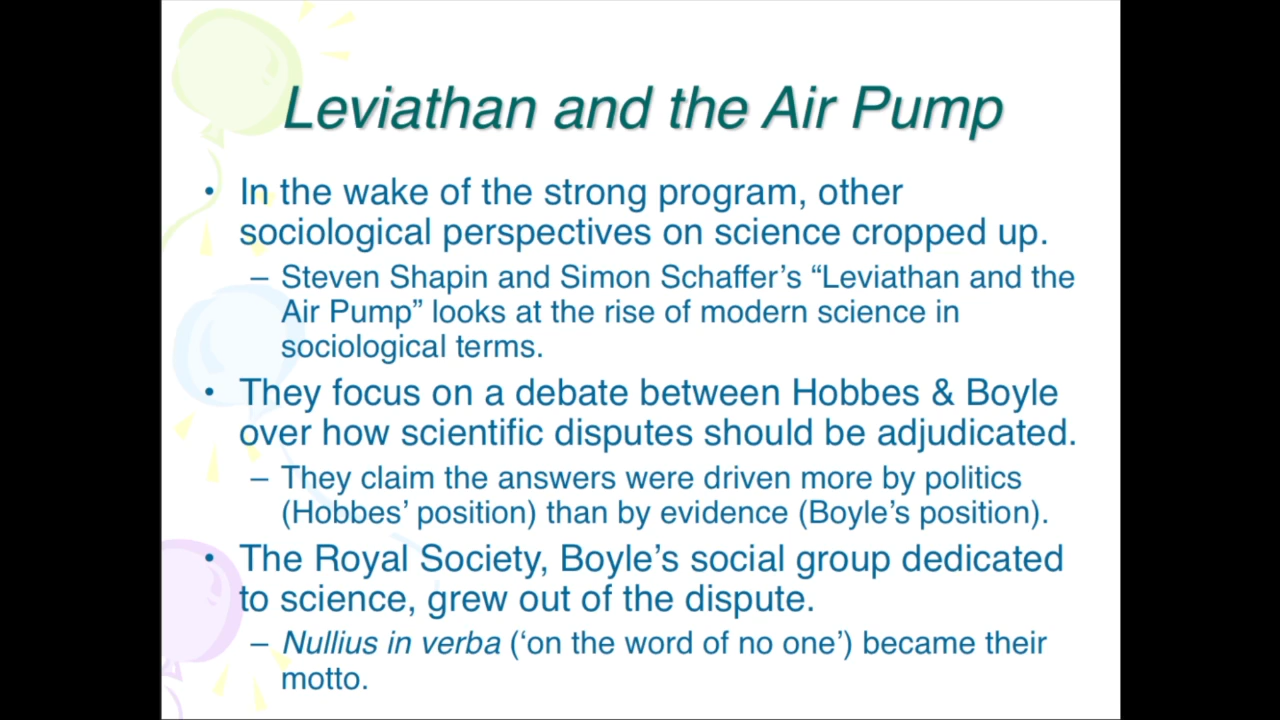 Leviathan and the Air Pump
• In the wake of the strong program, other
sociological perspectives on science cropped up.
– Steven Shapin and Simon Schaffer’s “Leviathan and the
Air Pump” looks at the rise of modern science in
sociological terms.
• They focus on a debate between Hobbes & Boyle
over how scientific disputes should be adjudicated.
– They claim the answers were driven more by politics
(Hobbes’ position) than by evidence (Boyle’s position).
• The Royal Society, Boyle’s social group dedicated
to science, grew out of the dispute.
– Nullius in verba (‘on the word of no one’) became their
motto.